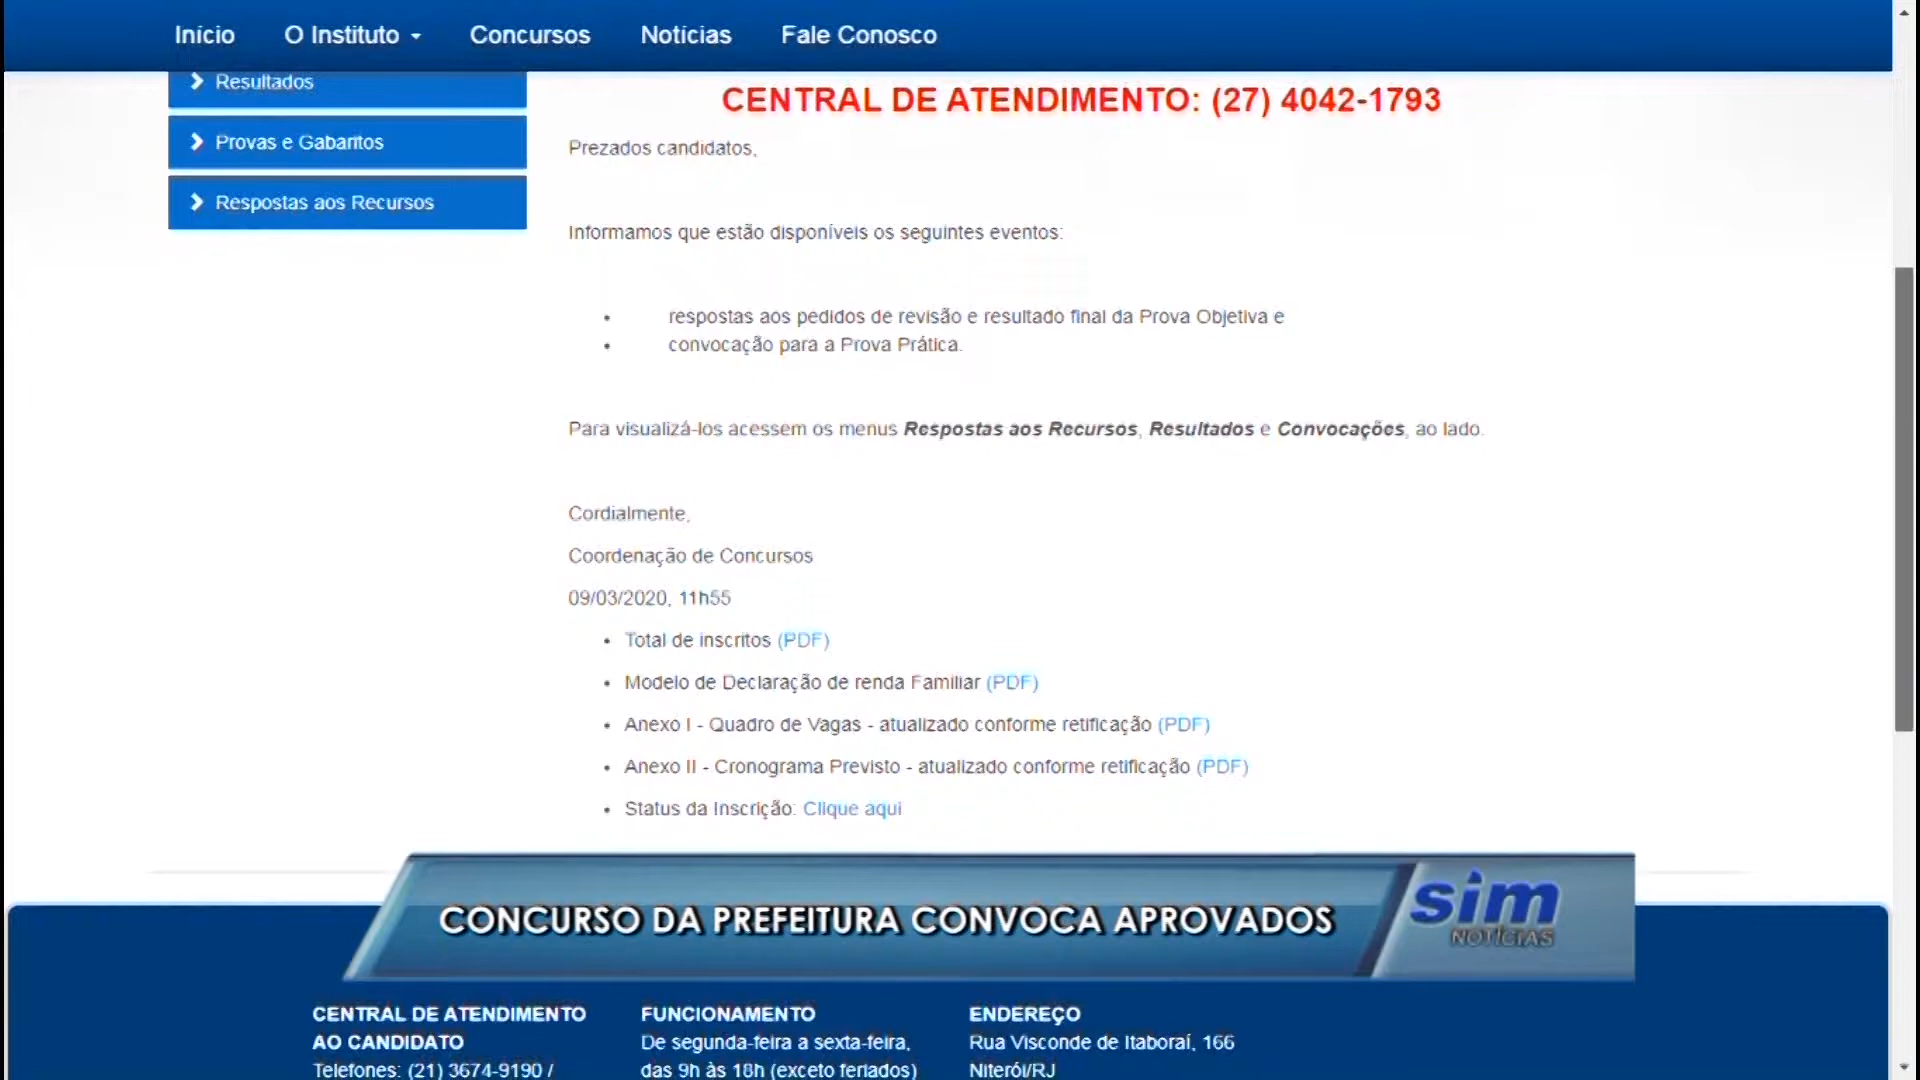 Início O Instituto Concursos Notícias Fale Conosco
Resultados
Provas e Gabaritos
Respostas aos Recursos
CENTRAL DE ATENDIMENTO: (27) 4042-1793
Prezados candidatos,
Informamos que estão disponíveis os seguintes eventos:
• respostas aos pedidos de revisão e resultado final da Prova Objetiva e
• convocação para a Prova Prática.
Para visualizá-los acessem os menus Respostas aos Recursos, Resultados e Convocações, ao lado.
Cordialmente,
Coordenação de Concursos
09/03/2020, 11h55
• Total de inscritos (PDF)
• Modelo de Declaração de renda Familiar (PDF)
• Anexo I - Quadro de Vagas - atualizado conforme retificação (PDF)
• Anexo II - Cronograma Previsto - atualizado conforme retificação (PDF)
• Status da Inscrição: Clique aqui
CONCURSO DA PREFEITURA CONVOCA APROVADOS
sim
NOTÍCIAS
CENTRAL DE ATENDIMENTO
AO CANDIDATO
Telefones: (21) 3674-9190 /
FUNCIONAMENTO
De segunda-feira a sexta-feira,
das 9h às 18h (exceto feriados)
ENDEREÇO
Rua Visconde de Itaboraí, 166
Niterói/RJ